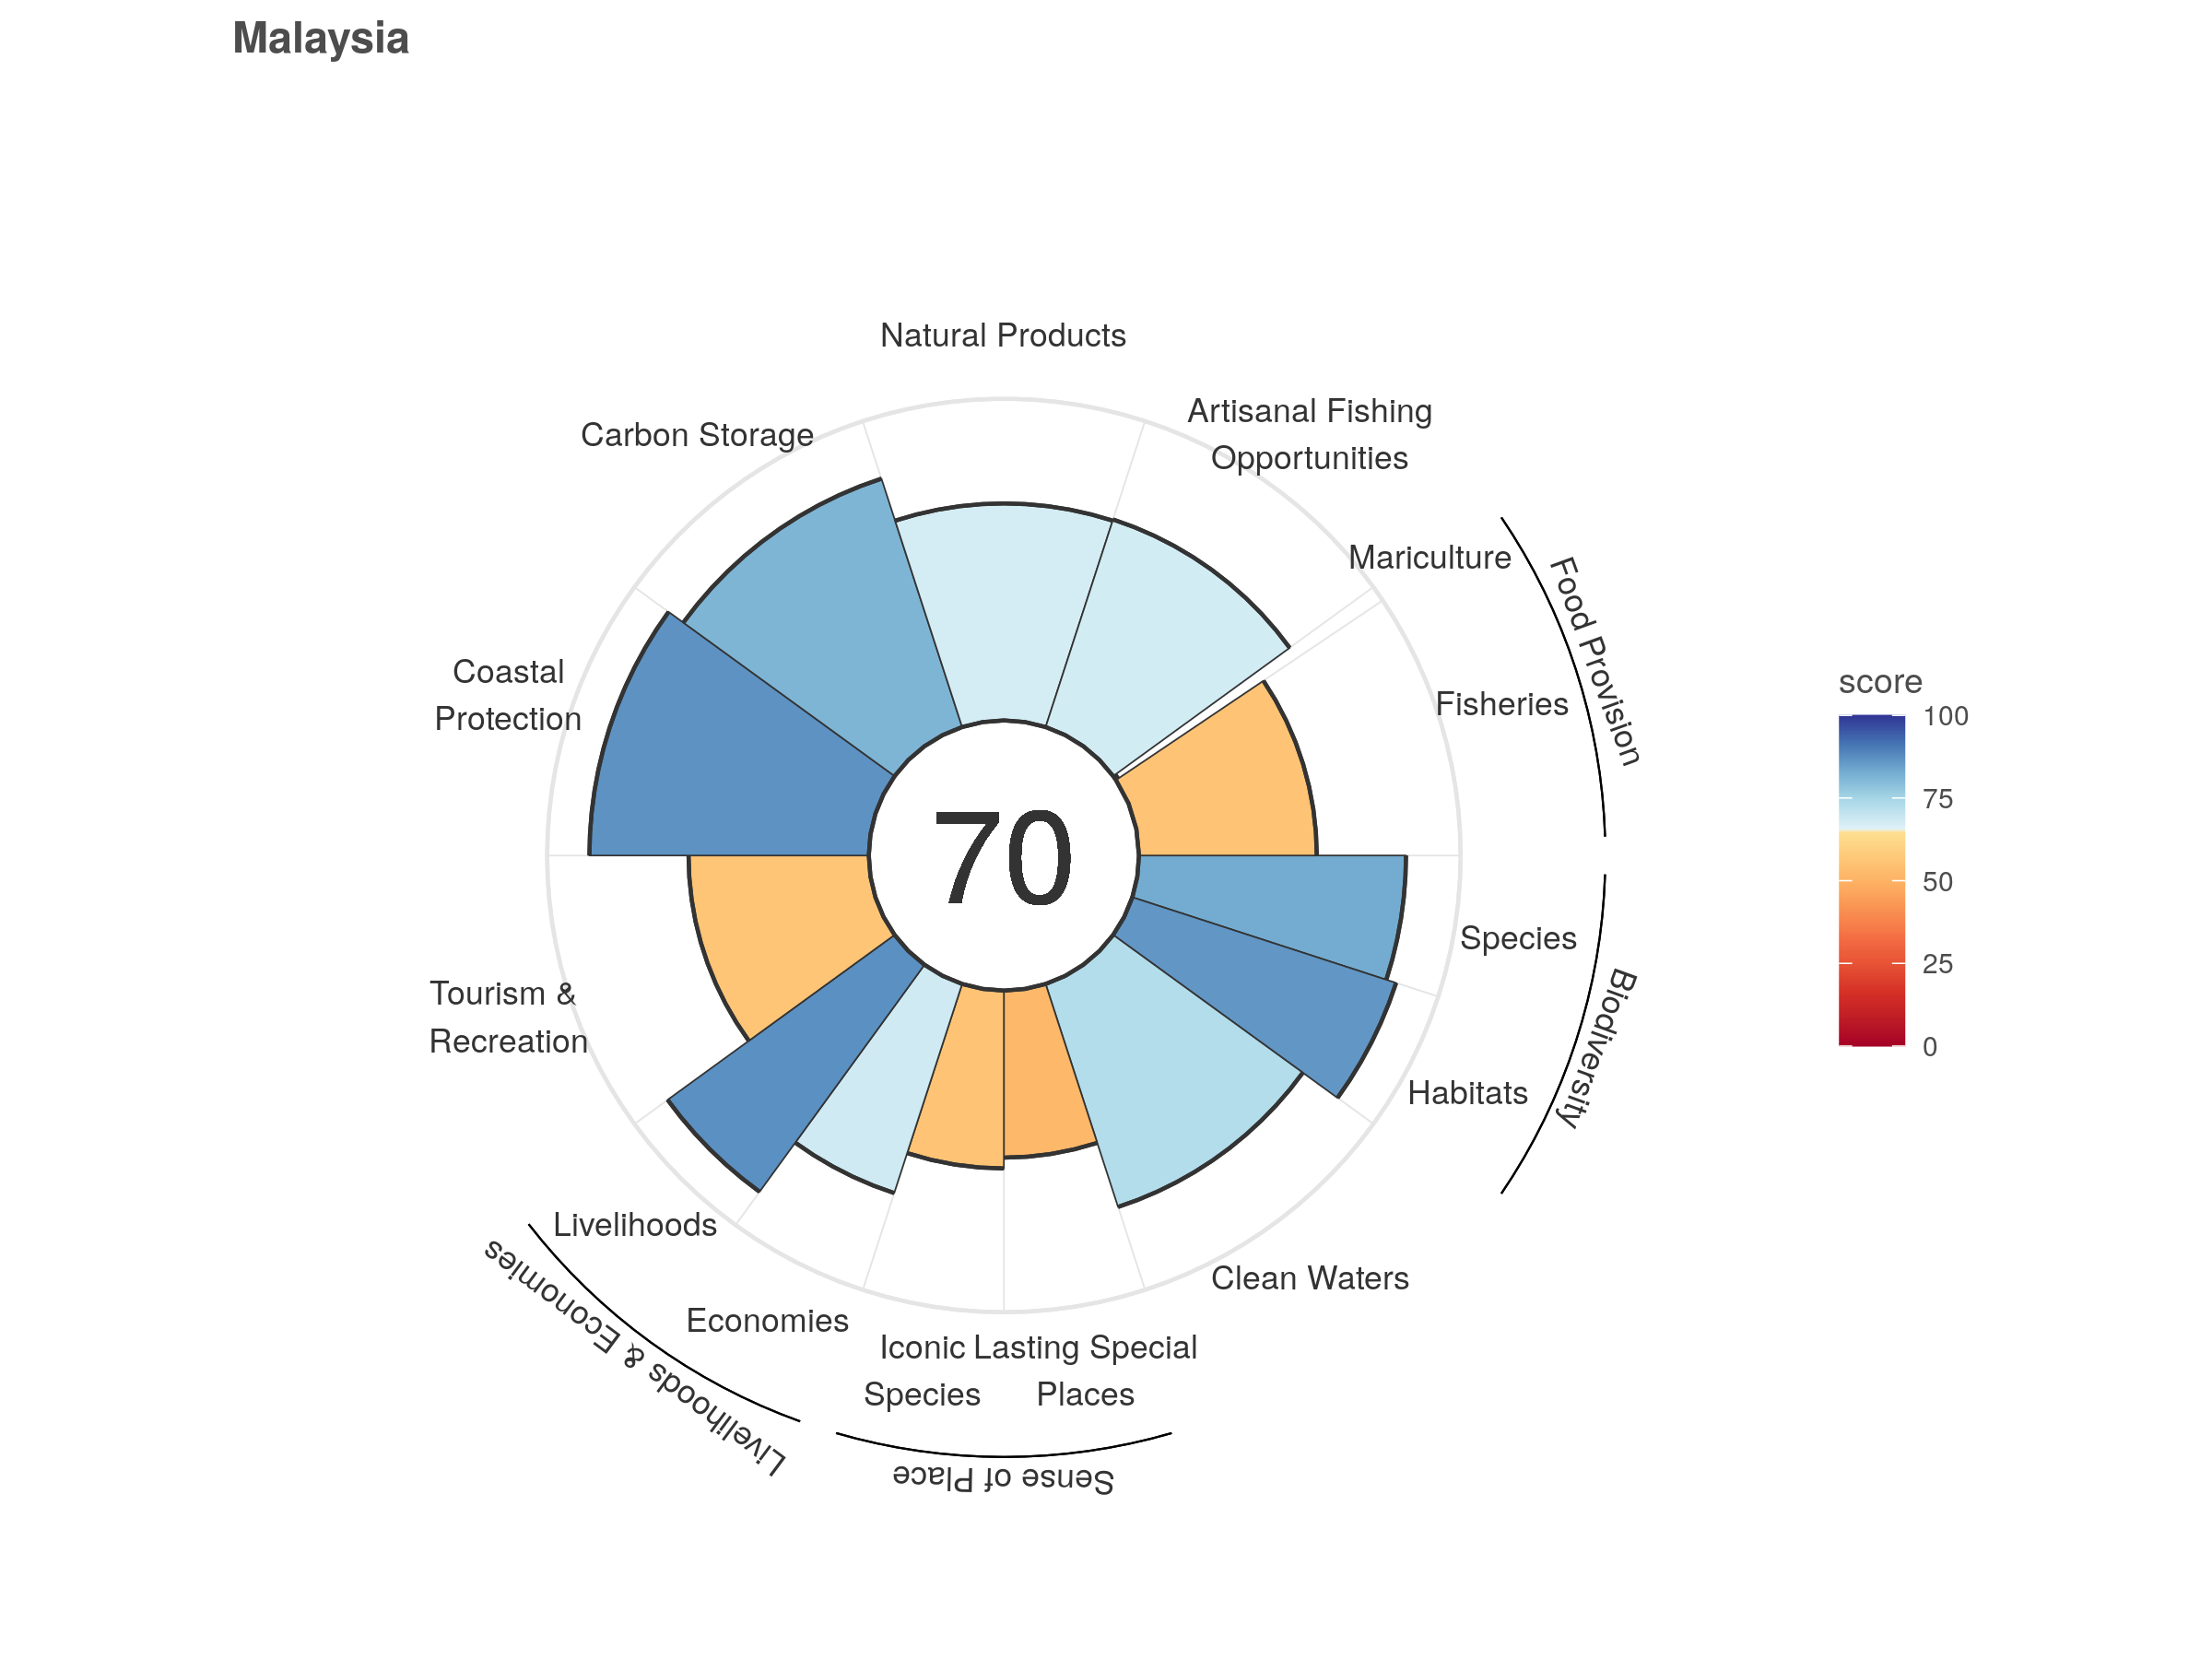 Malaysia
Natural Products
Artisanal Fishing
Opportunities
Carbon Storage
Mariculture
Food Provision
Fisheries
Coastal
Protection
70
score
100
75
50
25
0
Species
Biodiversity
Habitats
Tourism &
Recreation
Livelihoods
Livelihoods & Economies
Economies
Clean Waters
Iconic
Species
Lasting Special
Places
Sense of Place